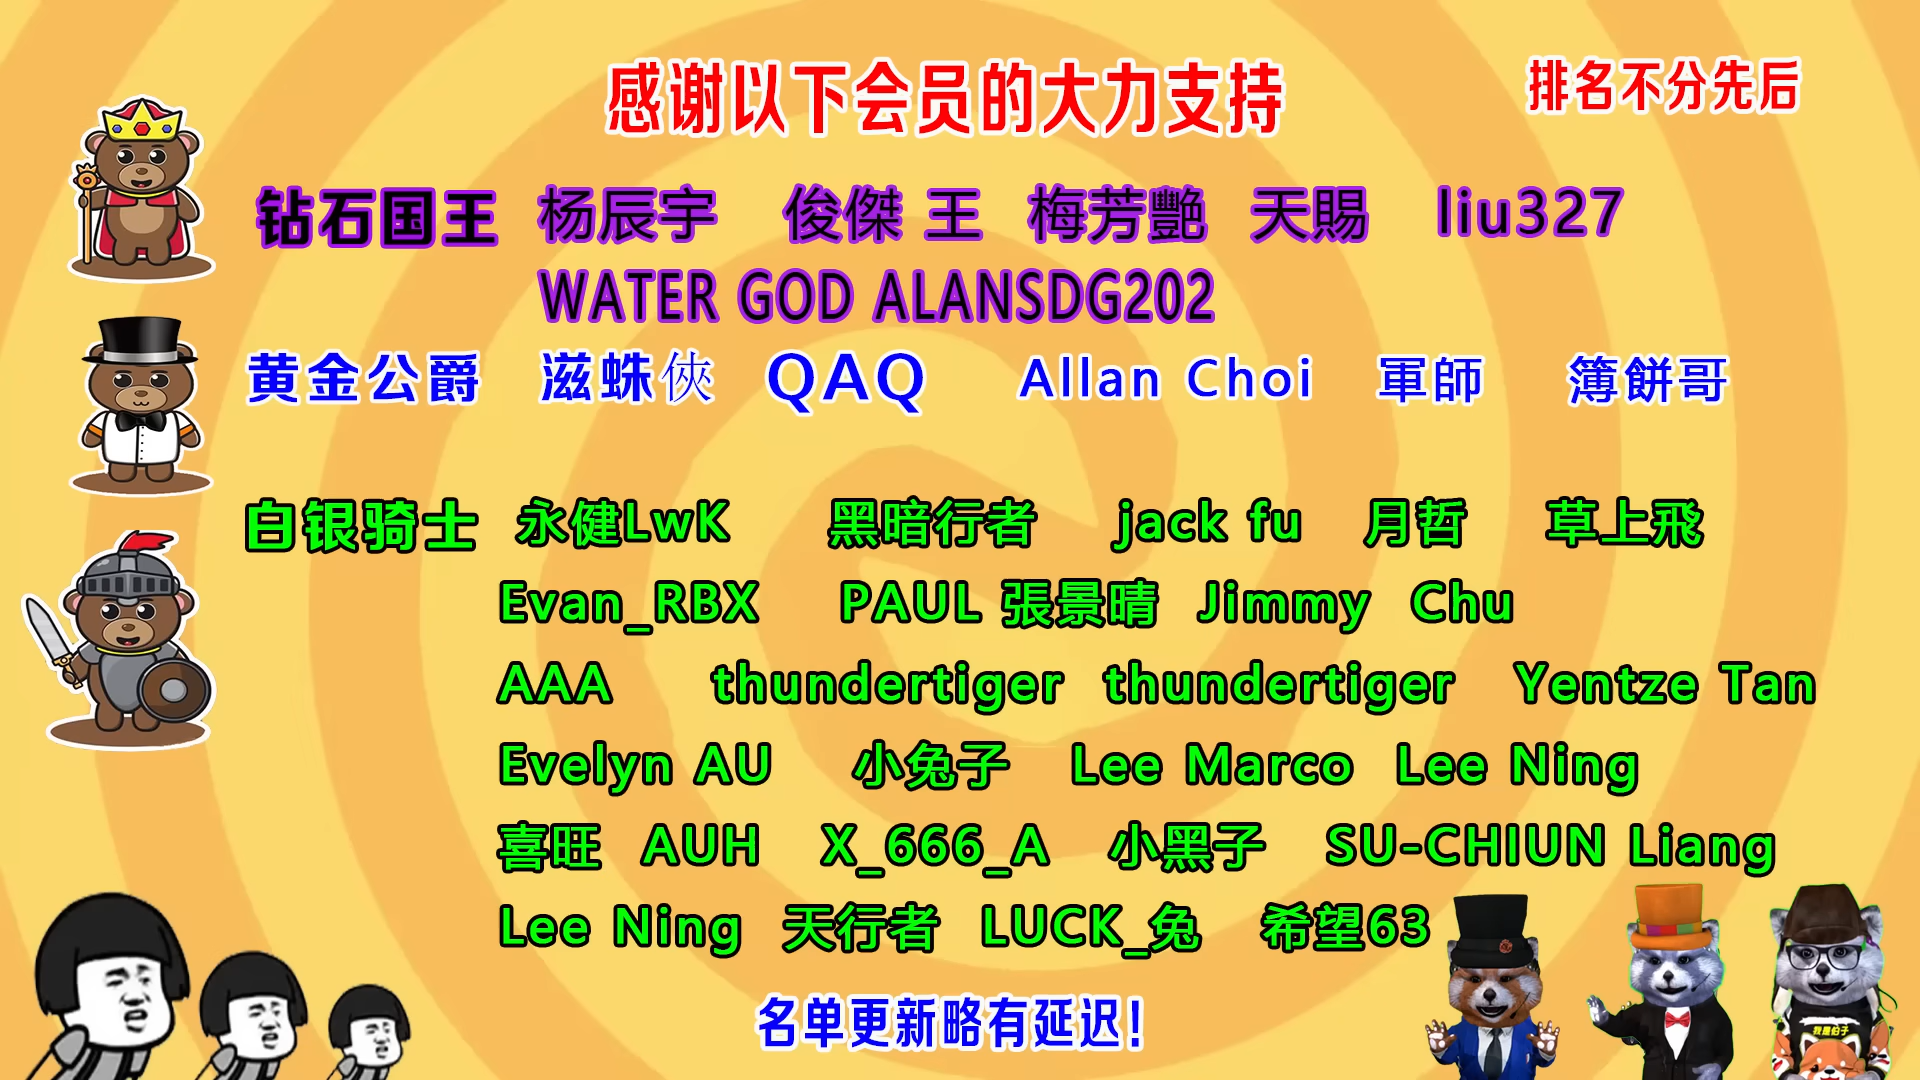 感谢以下会员的大力支持 排名不分先后
钻石国王 杨辰宇 俊傑 王 梅芳艷 天賜 liu327
WATER GOD ALANSDG202
黄金公爵 滋蛛俠 QAQ Allan Choi 軍師 簿餅哥
白银骑士 永健LwK 黑暗行者 jack fu 月哲 草上飛
Evan_RBX PAUL 張景晴 Jimmy Chu
AAA thundertiger thundertiger Yentze Tan
Evelyn AU 小兔子 Lee Marco Lee Ning
喜旺 AUH X_666_A 小黑子 SU-CHIUN Liang
Lee Ning 天行者 LUCK_兔 希望63
名单更新略有延迟!